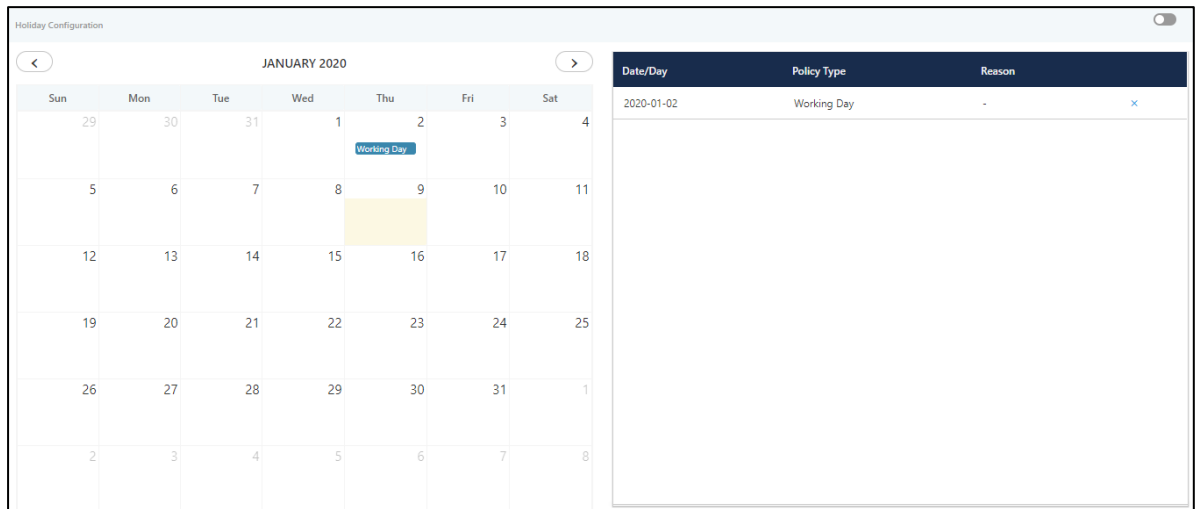 Holiday Configuration
JANUARY 2020
Sun Mon Tue Wed Thu Fri Sat
29 30 31 1 2 3 4
Working Day
5 6 7 8 9 10 11
12 13 14 15 16 17 18
19 20 21 22 23 24 25
26 27 28 29 30 31 1
2 3 4 5 6 7 8
Date/Day Policy Type Reason
2020-01-02 Working Day - ×